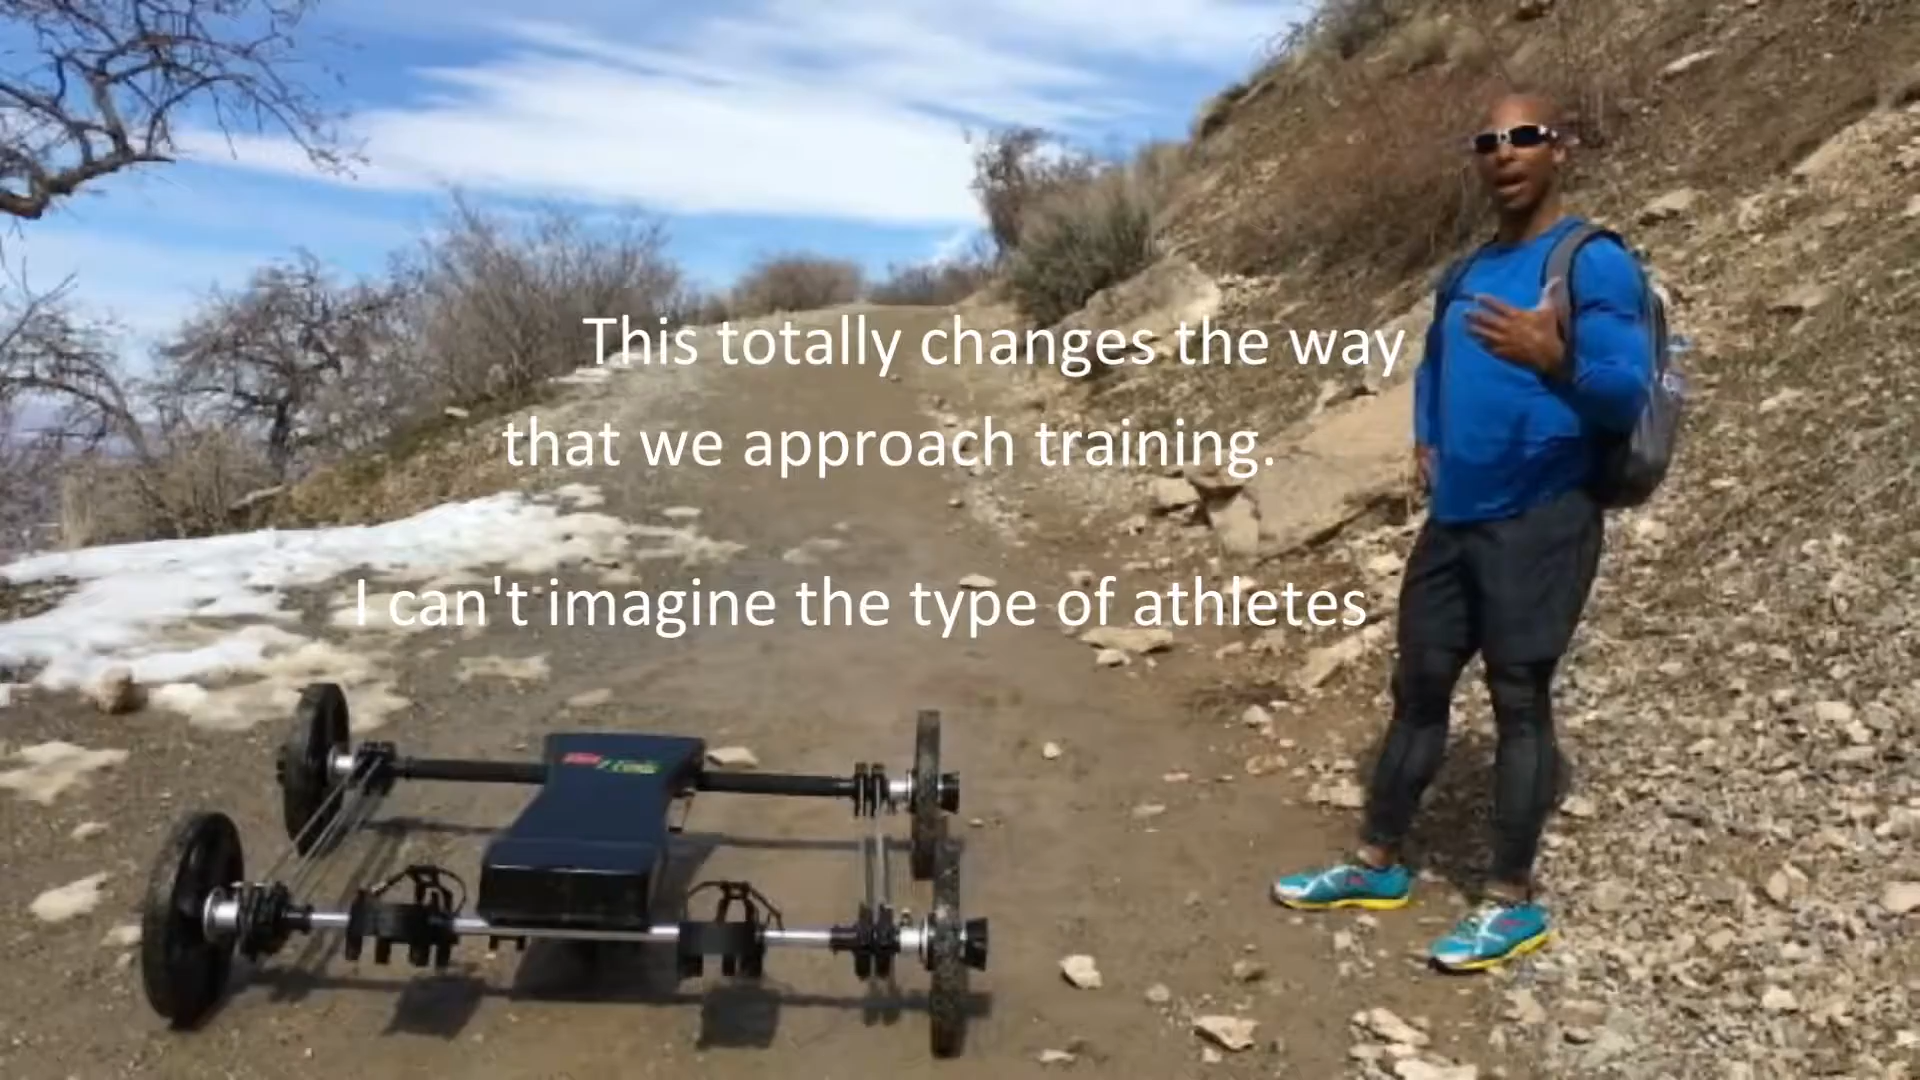 This totally changes the way
that we approach training.
I can't imagine the type of athletes